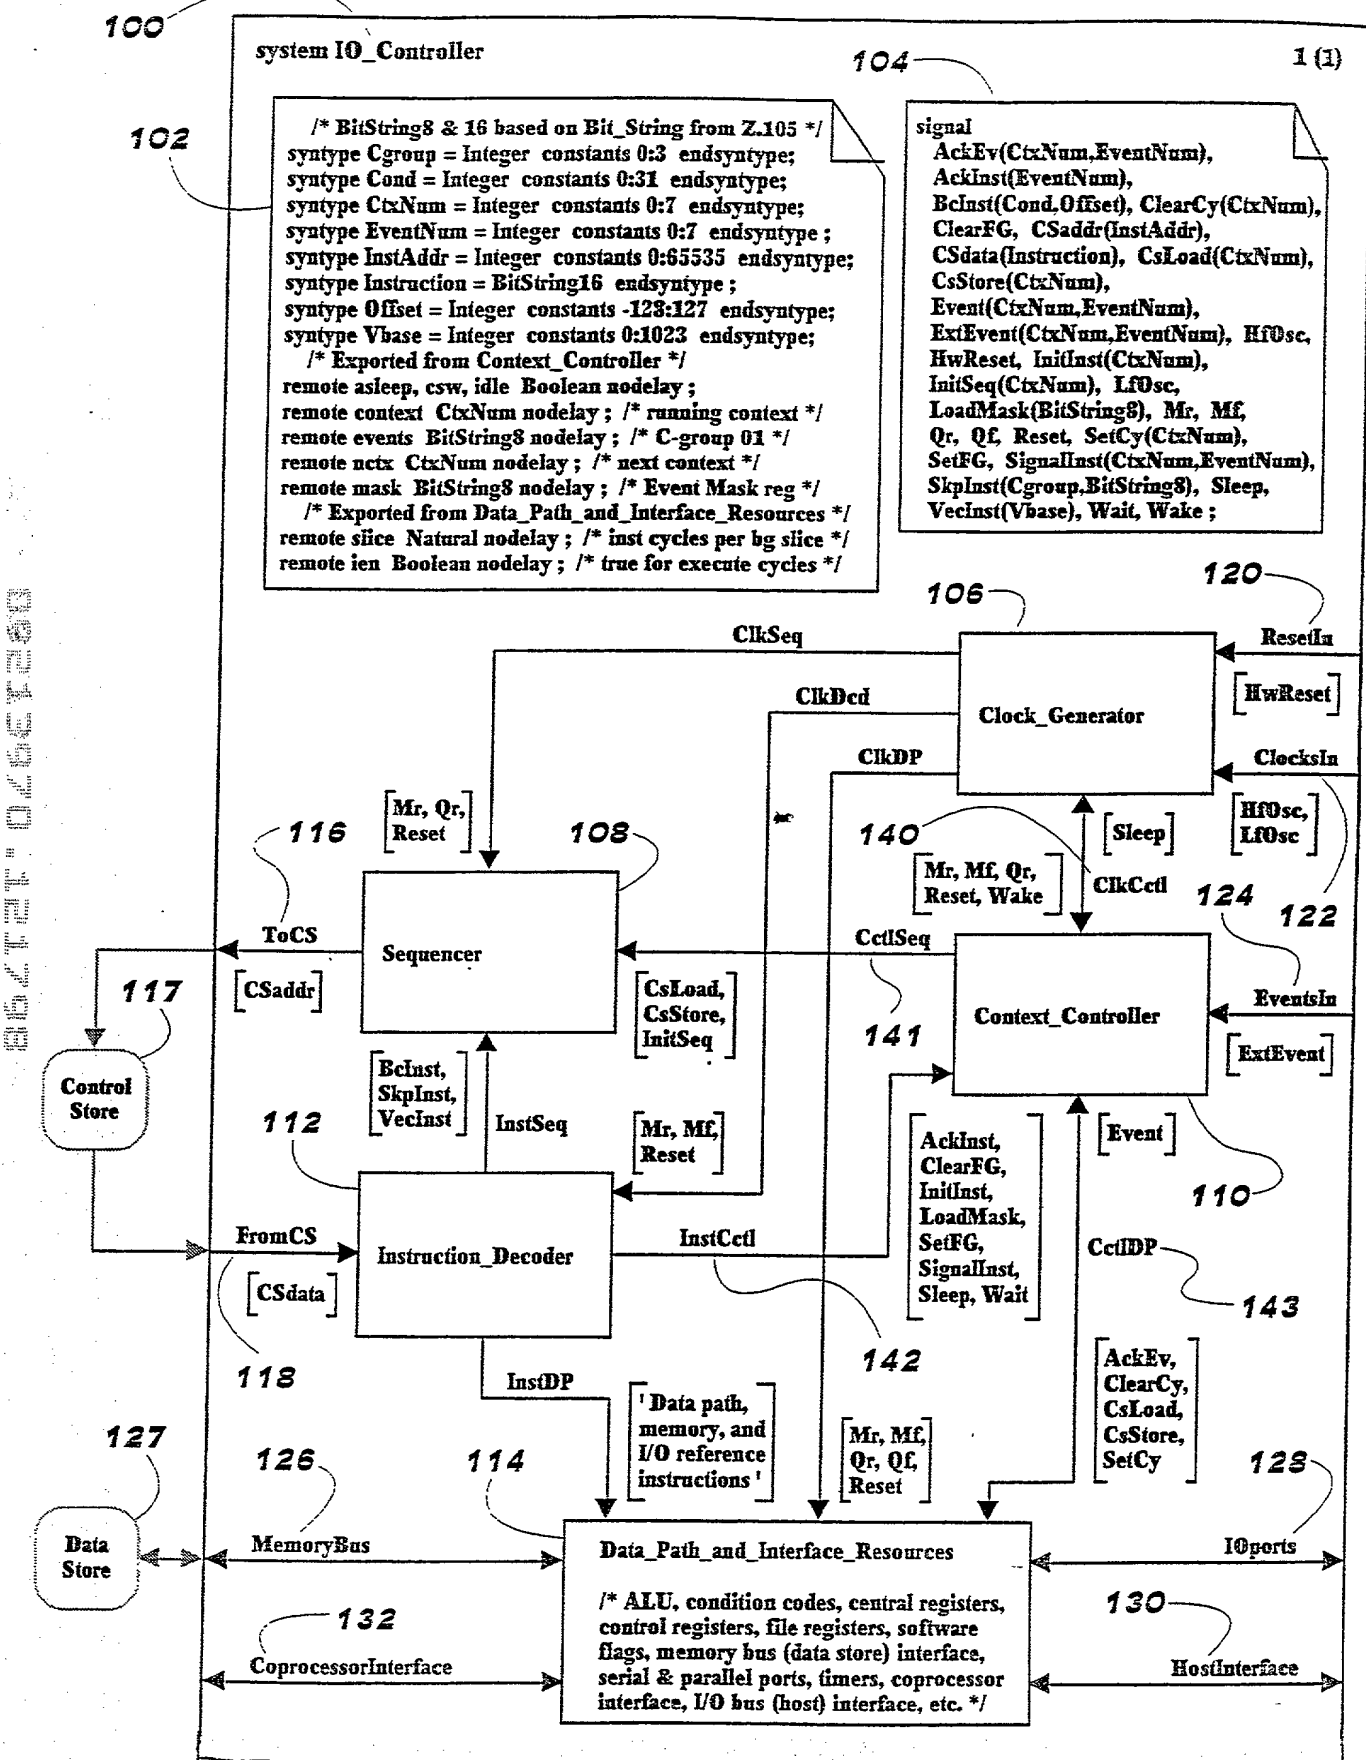 100
system IO_Controller
1 (1)
102
/* BitString8 & 16 based on Bit_String from Z.105 */
syntype Cgroup = Integer constants 0:3 endsyntype;
syntype Cond = Integer constants 0:31 endsyntype;
syntype CtxNum = Integer constants 0:7 endsyntype;
syntype EventNum = Integer constants 0:7 endsyntype ;
syntype InstAddr = Integer constants 0:65535 endsyntype;
syntype Instruction = BitString16 endsyntype ;
syntype Offset = Integer constants -128:127 endsyntype;
syntype Vbase = Integer constants 0:1023 endsyntype;
/* Exported from Context_Controller */
remote asleep, csw, idle Boolean nodelay ;
remote context CtxNum nodelay ; /* running context */
remote events BitString8 nodelay ; /* C-group 01 */
remote nctx CtxNum nodelay ; /* next context */
remote mask BitString8 nodelay ; /* Event Mask reg */
/* Exported from Data_Path_and_Interface_Resources */
remote slice Natural nodelay ; /* inst cycles per bg slice */
remote ien Boolean nodelay ; /* true for execute cycles */
104
signal
AckEv(CtxNum,EventNum),
AckInst(EventNum),
BcInst(Cond,Offset), ClearCy(CtxNum),
ClearFG, CSaddr(InstAddr),
CSdata(Instruction), CsLoad(CtxNum),
CsStore(CtxNum),
Event(CtxNum,EventNum),
ExtEvent(CtxNum,EventNum), HfOsc,
HwReset, InitInst(CtxNum),
InitSeq(CtxNum), LfOsc,
LoadMask(BitString8), Mr, Mf,
Qr, Qf, Reset, SetCy(CtxNum),
SetFG, SignalInst(CtxNum,EventNum),
SkpInst(Cgroup,BitString8), Sleep,
VecInst(Vbase), Wait, Wake ;
106
120
ClkSeq
ResetIn
[HwReset]
ClkDcd
Clock_Generator
ClkDP
ClocksIn
[HfOsc,
LfOsc]
122
[Mr, Qr,
Reset]
116
108
140
[Sleep]
[Mr, Mf, Qr,
Reset, Wake]
ClkCctl
124
ToCS
[CSaddr]
Sequencer
CctlSeq
[CsLoad,
CsStore,
InitSeq]
141
Context_Controller
EventsIn
[ExtEvent]
117
Control
Store
[BcInst,
SkpInst,
VecInst]
InstSeq
112
[Mr, Mf,
Reset]
[AckInst,
ClearFG,
InitInst,
LoadMask,
SetFG,
SignalInst,
Sleep, Wait]
[Event]
110
FromCS
[CSdata]
118
Instruction_Decoder
InstCctl
142
CctlDP
143
InstDP
[' Data path,
memory, and
I/O reference
instructions ']
[Mr, Mf,
Qr, Qf,
Reset]
[AckEv,
ClearCy,
CsLoad,
CsStore,
SetCy]
127
126
114
128
Data
Store
MemoryBus
Data_Path_and_Interface_Resources
/* ALU, condition codes, central registers,
control registers, file registers, software
flags, memory bus (data store) interface,
serial & parallel ports, timers, coprocessor
interface, I/O bus (host) interface, etc. */
IOports
132
CoprocessorInterface
130
HostInterface